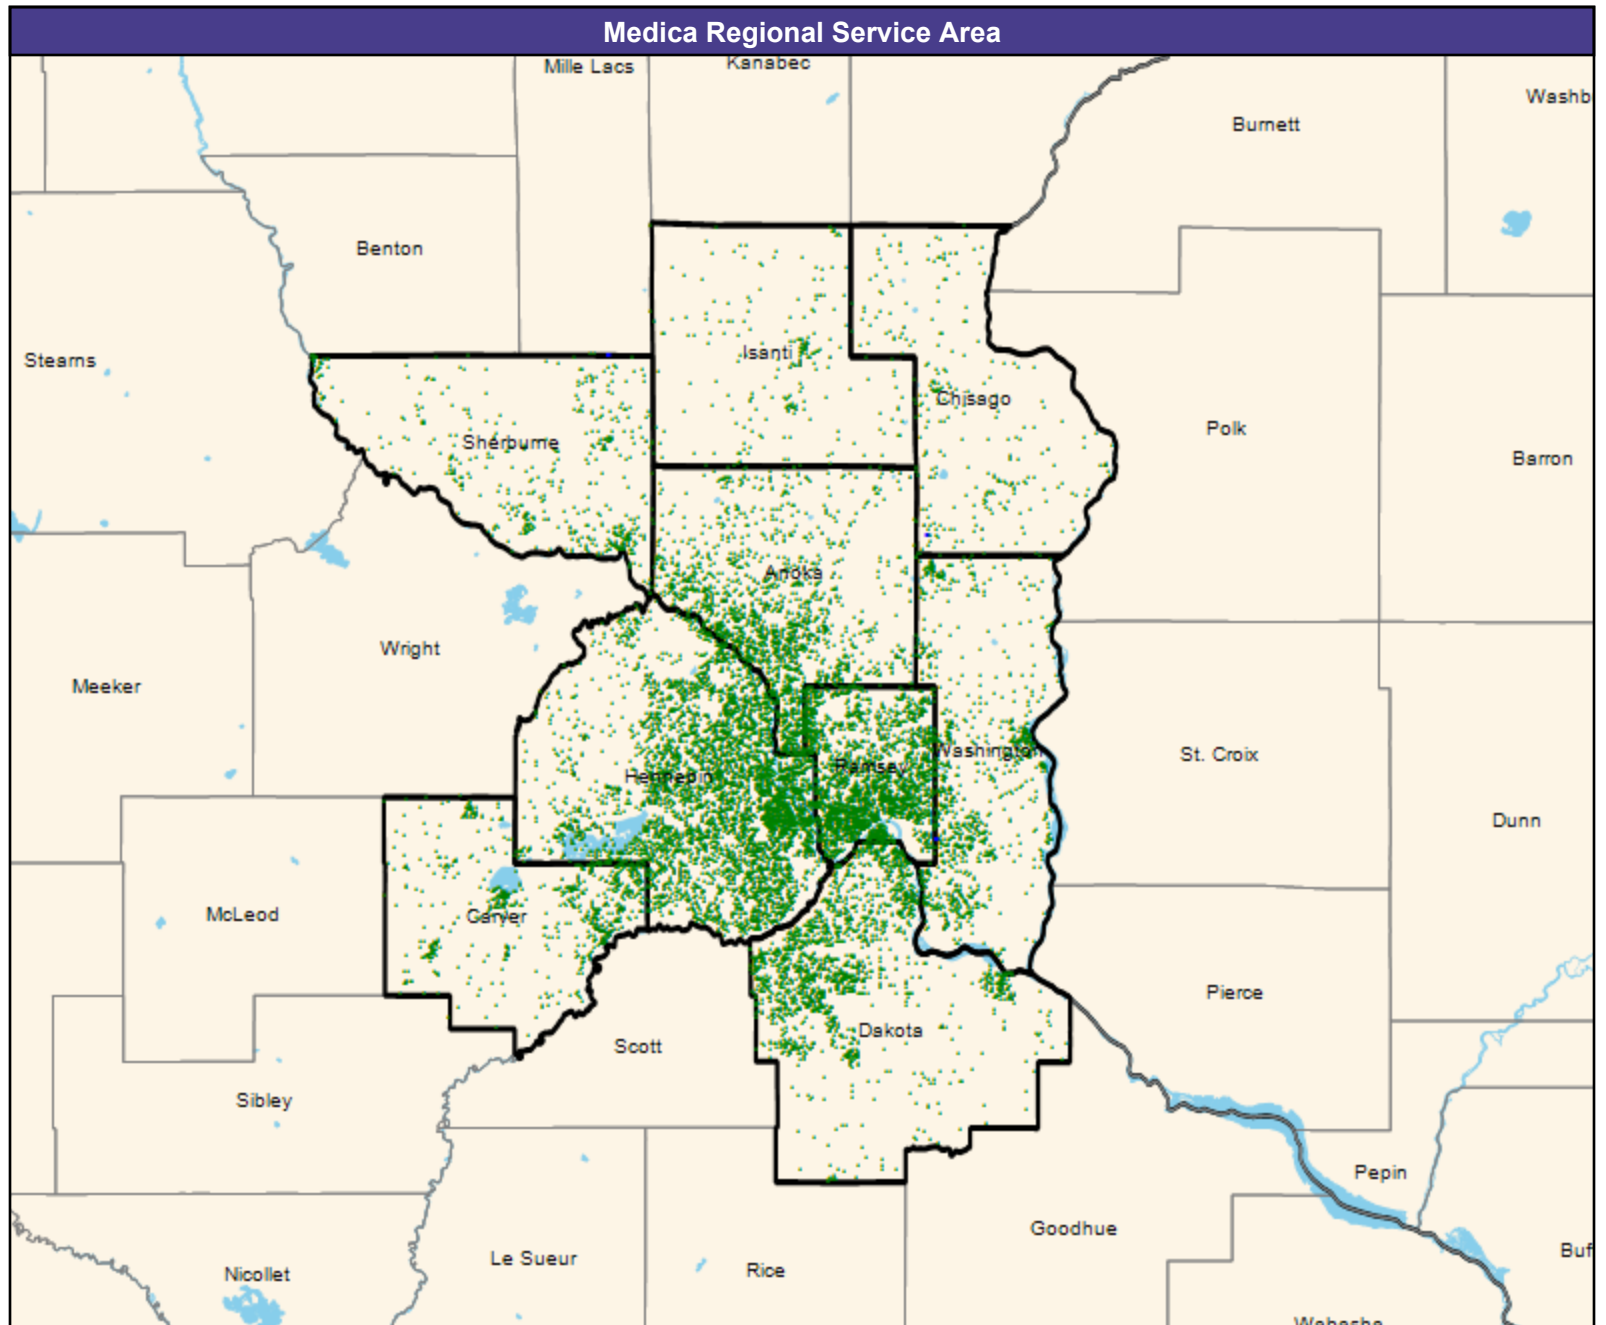 Medica Regional Service Area
Mille Lacs
Kanabec
Washb
Burnett
Benton
Stearns
Isanti
Chisago
Polk
Sherburne
Barron
Anoka
Wright
Meeker
Washington
St. Croix
Hennepin
Ramsey
Dunn
McLeod
Carver
Pierce
Dakota
Scott
Sibley
Pepin
Goodhue
Buf
Le Sueur
Rice
Nicollet